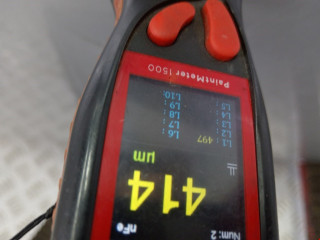 Num: 2 nFe
414
µm
L1: 497 L6:
L2: L7:
L3: L8:
L4: L9:
L5: L10:
PaintMeter 1500